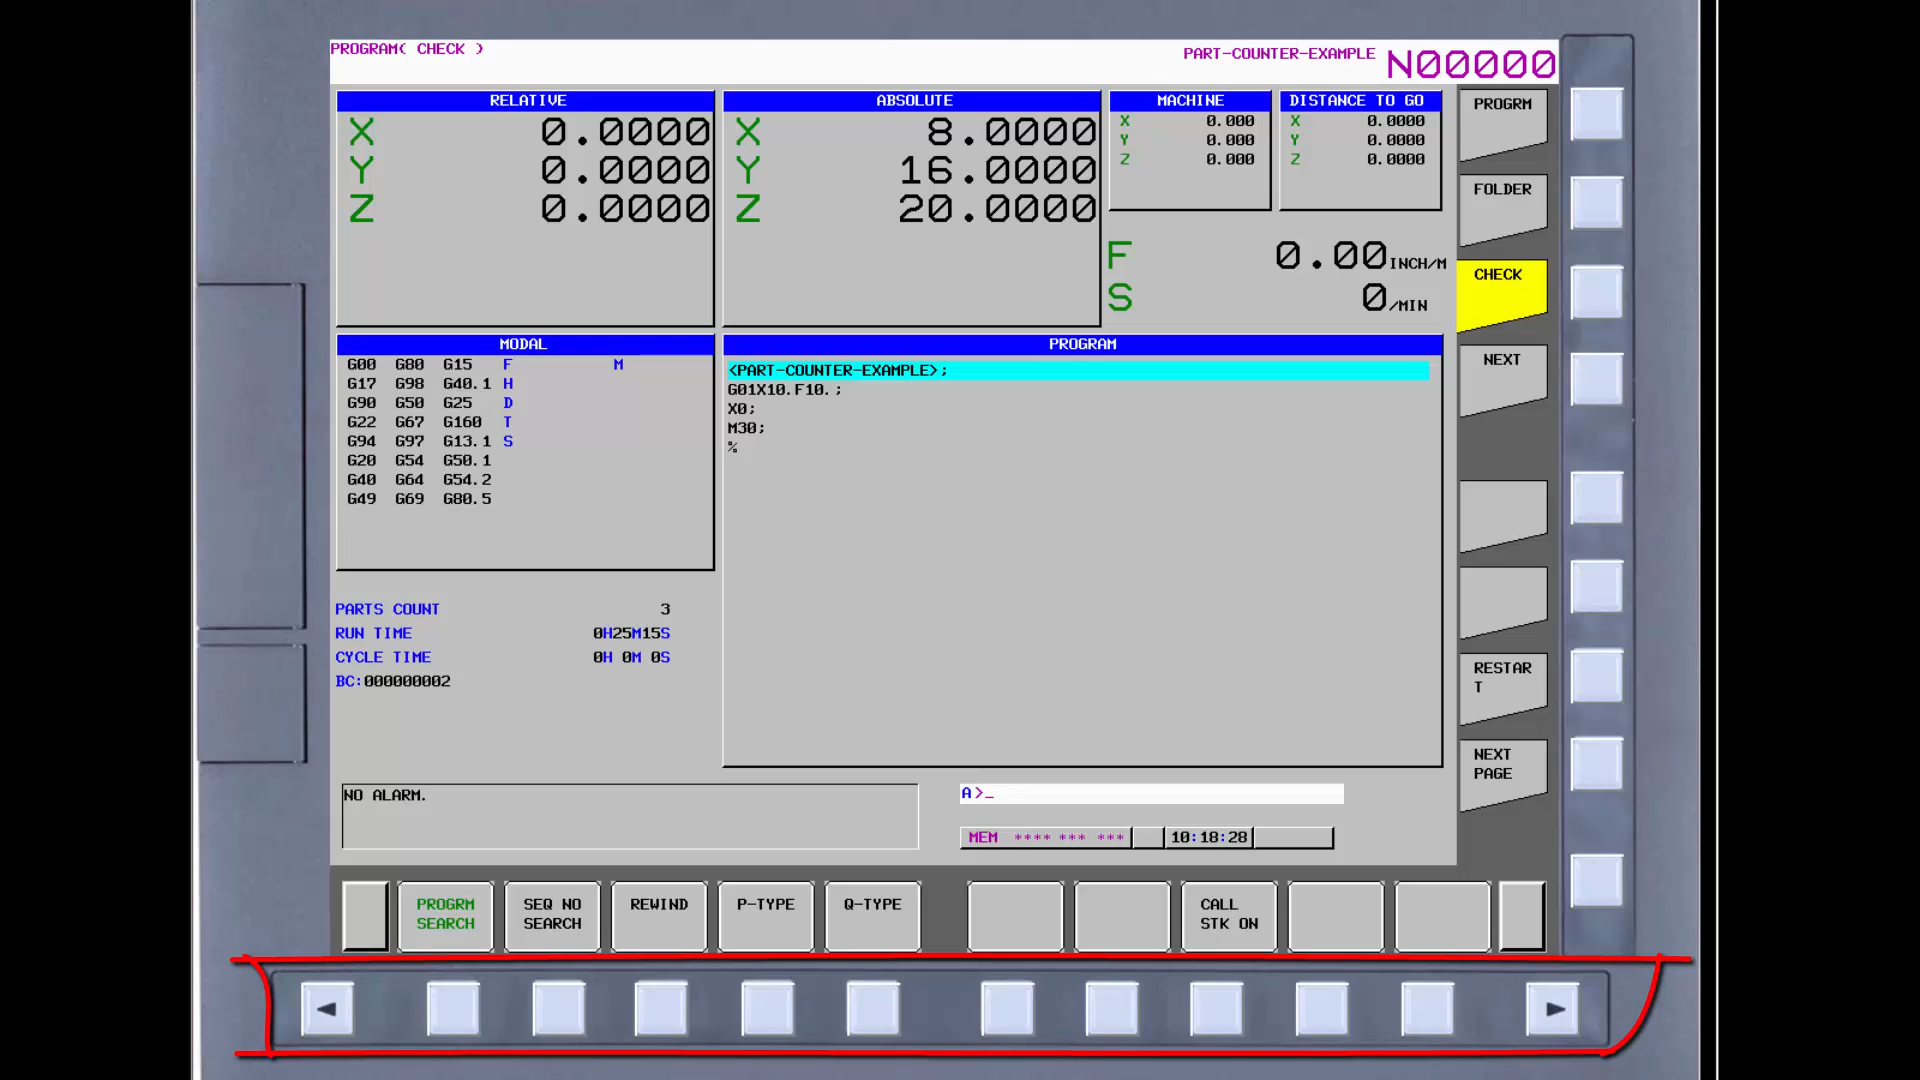 PROGRAM( CHECK )
PART-COUNTER-EXAMPLE N00000
RELATIVE
X 0.0000
Y 0.0000
Z 0.0000
ABSOLUTE
X 8.0000
Y 16.0000
Z 20.0000
MACHINE
X 0.000
Y 0.000
Z 0.000
DISTANCE TO GO
X 0.0000
Y 0.0000
Z 0.0000
F 0.00INCH/M
S 0/MIN
MODAL
G00 G80 G15 F M
G17 G98 G40.1 H
G90 G50 G25 D
G22 G67 G160 T
G94 G97 G13.1 S
G20 G54 G50.1
G40 G64 G54.2
G49 G69 G80.5
PROGRAM
<PART-COUNTER-EXAMPLE>;
G01X10.F10.;
X0;
M30;
%
PARTS COUNT 3
RUN TIME 0H25M15S
CYCLE TIME 0H 0M 0S
BC:000000002
NO ALARM.
A>_
MEM **** *** *** 10:18:28
PROGRM
FOLDER
CHECK
NEXT
RESTAR
T
NEXT
PAGE
PROGRM
SEARCH
SEQ NO
SEARCH
REWIND
P-TYPE
Q-TYPE
CALL
STK ON